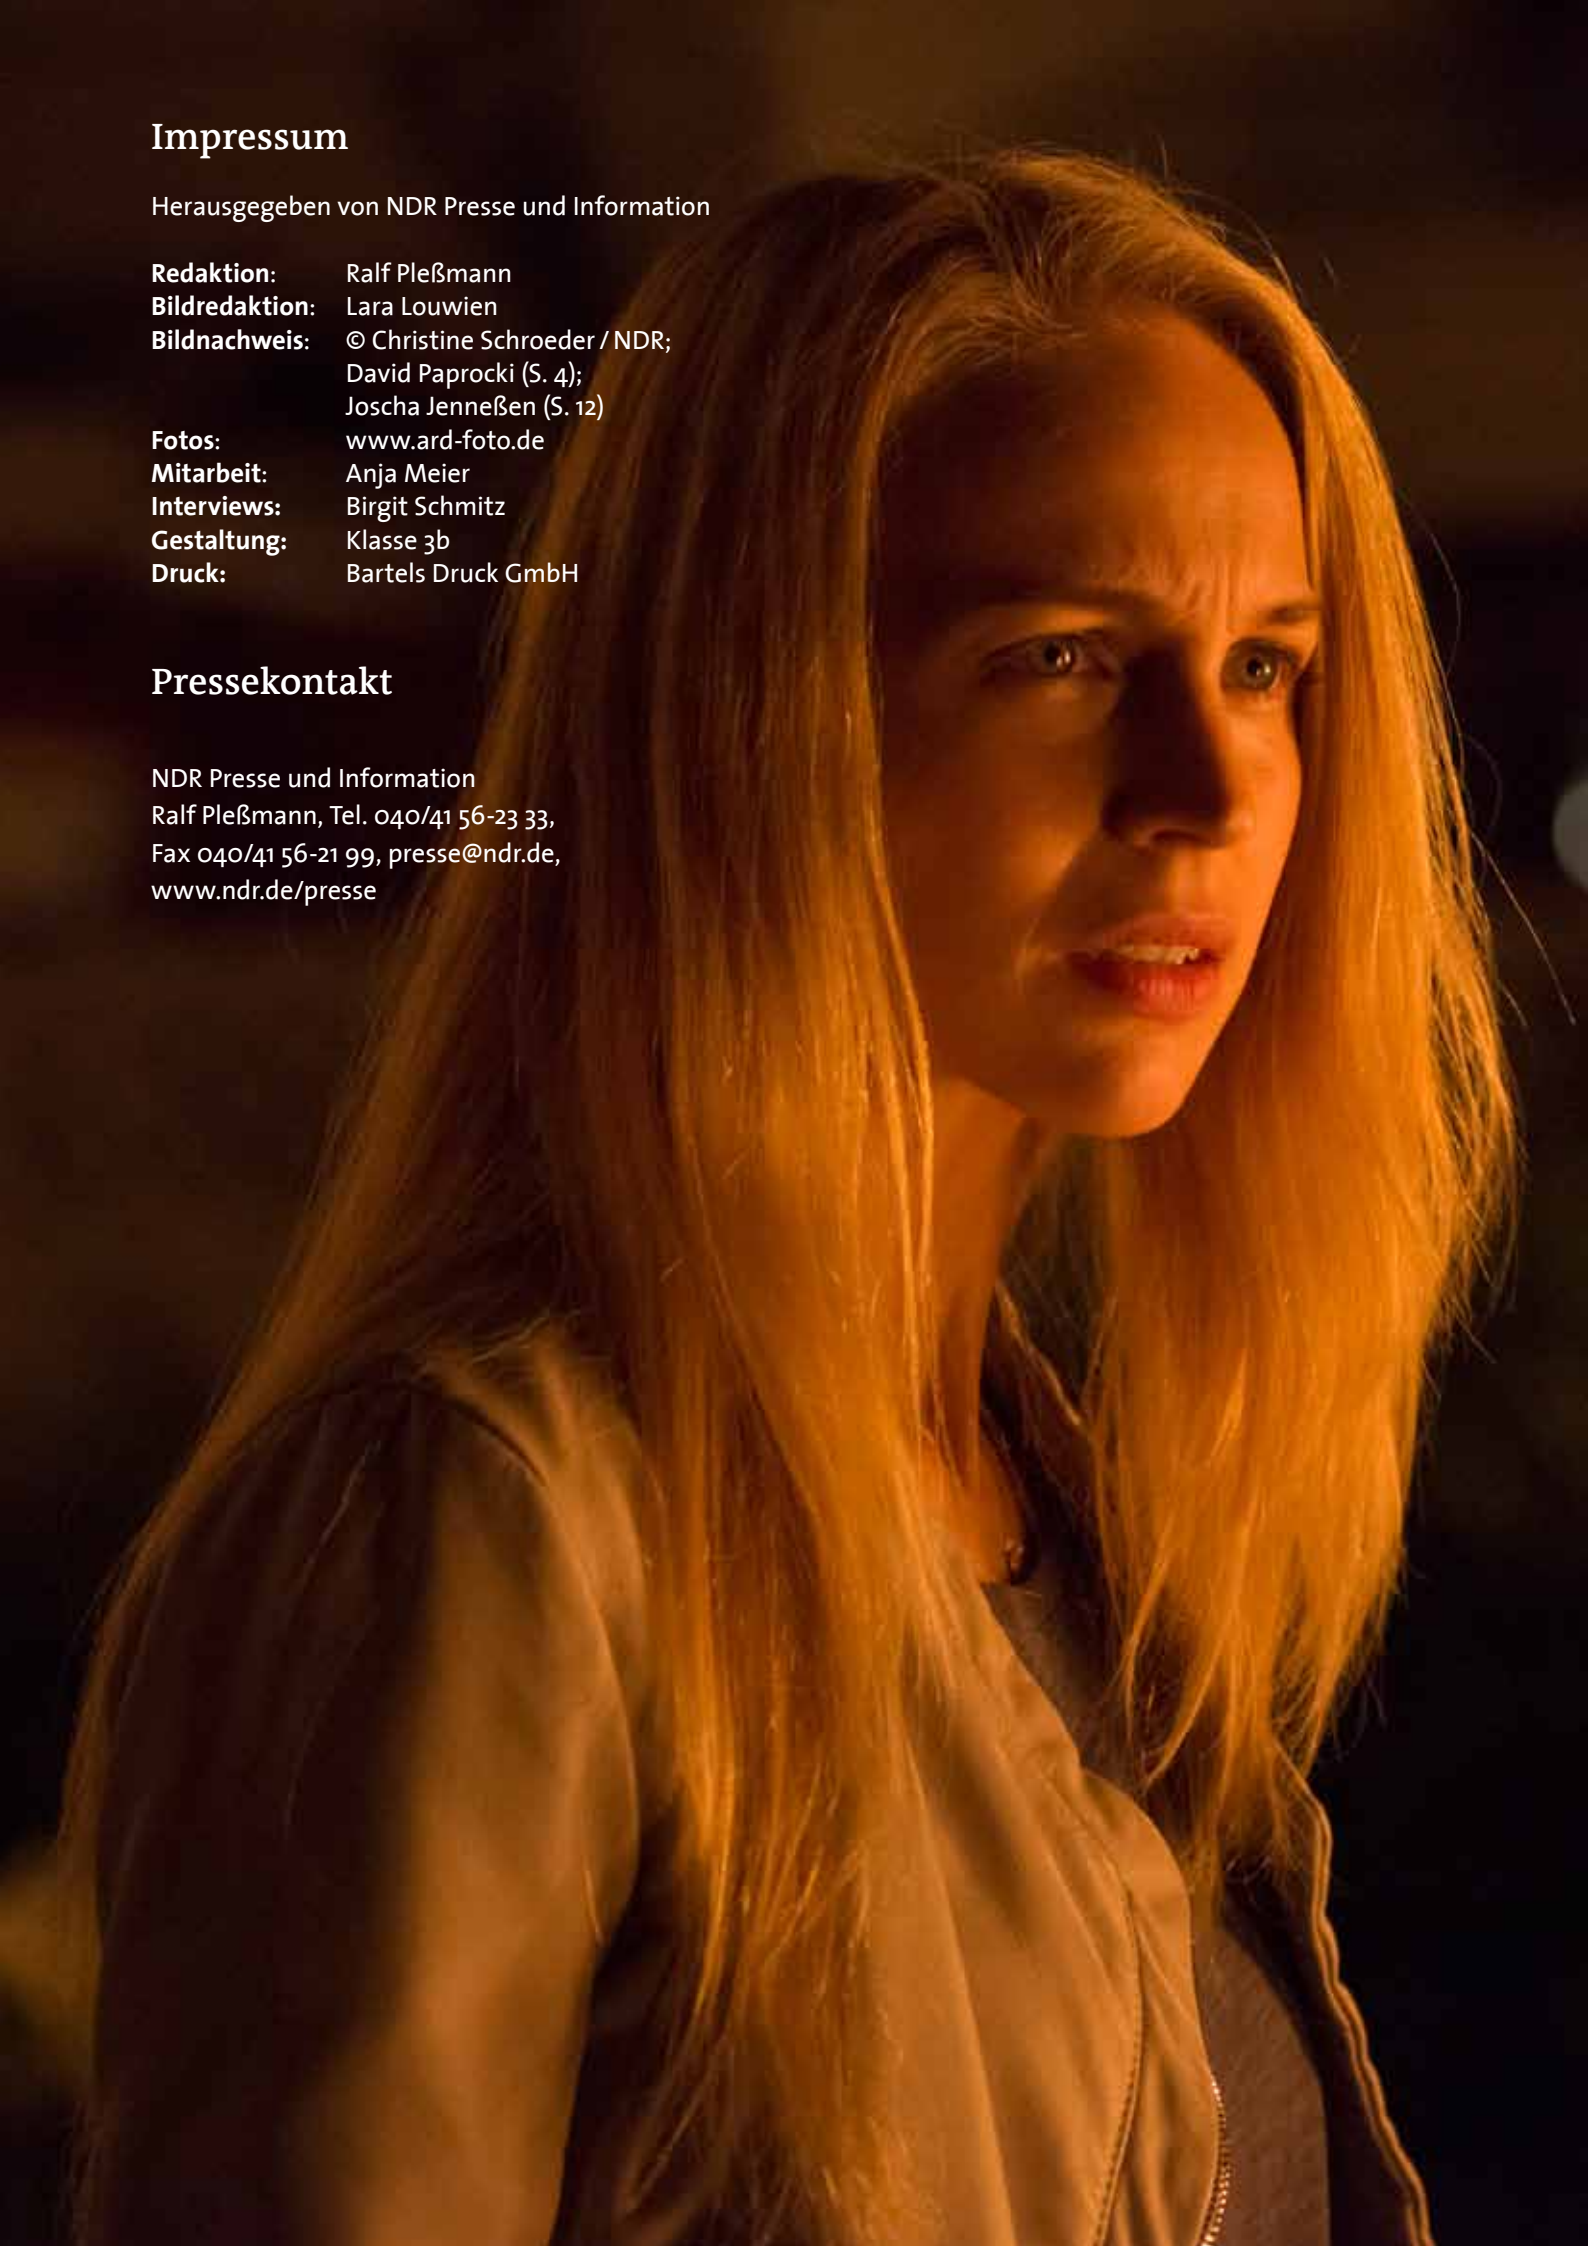 Impressum
Herausgegeben von NDR Presse und Information
Redaktion: Ralf Pleßmann
Bildredaktion: Lara Louwien
Bildnachweis: © Christine Schroeder / NDR;
David Paprocki (S. 4);
Joscha Jenneßen (S. 12)
Fotos: www.ard-foto.de
Mitarbeit: Anja Meier
Interviews: Birgit Schmitz
Gestaltung: Klasse 3b
Druck: Bartels Druck GmbH
Pressekontakt
NDR Presse und Information
Ralf Pleßmann, Tel. 040/41 56-23 33,
Fax 040/41 56-21 99, presse@ndr.de,
www.ndr.de/presse